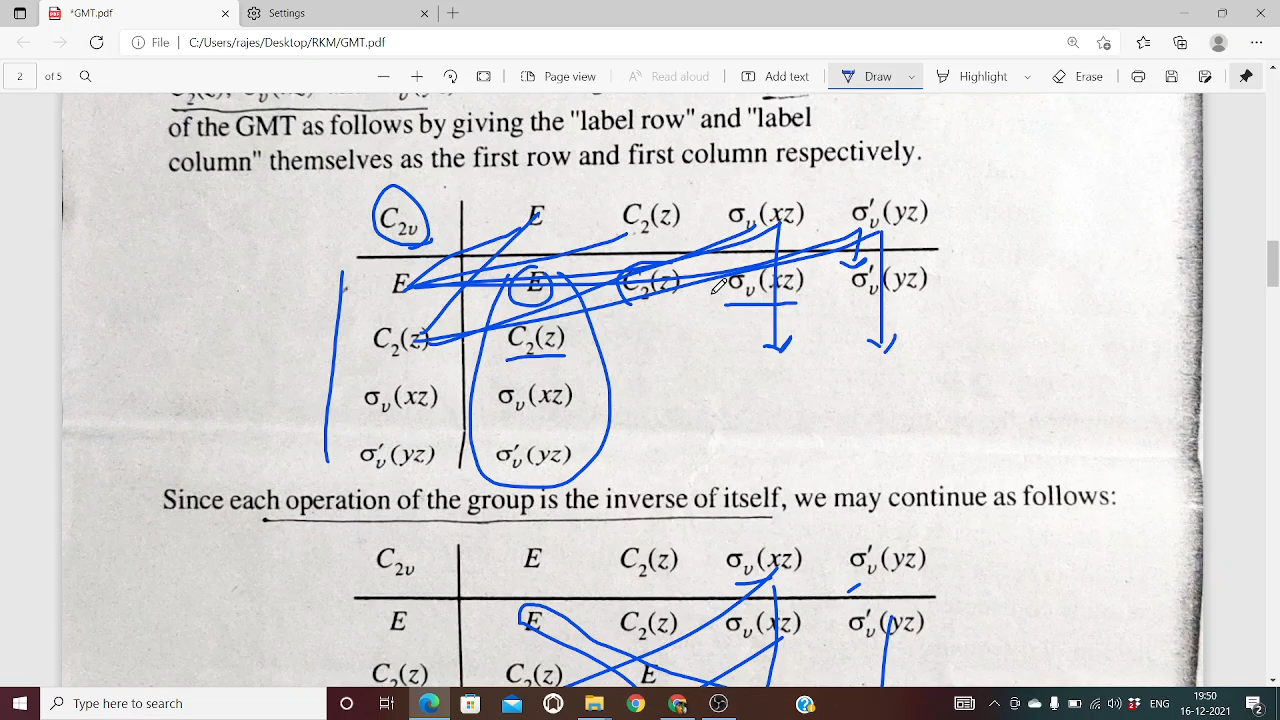 *GMT.pdf
Settings
File
C:/Users/rajes/Desktop/RKM/GMT.pdf
2 of 5
Page view
Read aloud
Add text
Draw
Highlight
Erase
of the GMT as follows by giving the "label row" and "label
column" themselves as the first row and first column respectively.
C₂ᵥ E C₂(z) σᵥ(xz) σ′ᵥ(yz)
E E C₂(z) σᵥ(xz) σ′ᵥ(yz)
C₂(z) C₂(z)
σᵥ(xz) σᵥ(xz)
σ′ᵥ(yz) σ′ᵥ(yz)
Since each operation of the group is the inverse of itself, we may continue as follows:
C₂ᵥ E C₂(z) σᵥ(xz) σ′ᵥ(yz)
E E C₂(z) σᵥ(xz) σ′ᵥ(yz)
C₂(z) C₂(z) E
Type here to search
ENG
19:50
16-12-2021